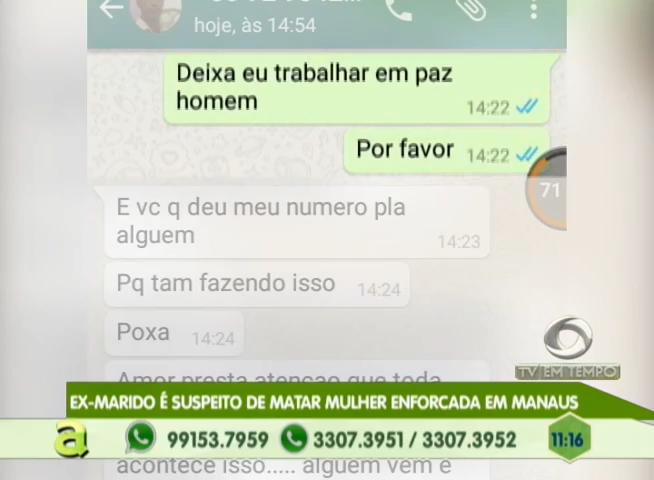 hoje, às 14:54
Deixa eu trabalhar em paz
homem
14:22
Por favor 14:22
71
E vc q deu meu numero pla
alguem
14:23
Pq tam fazendo isso 14:24
Poxa 14:24
Amor presta atençao que toda
TV EM TEMPO
EX-MARIDO É SUSPEITO DE MATAR MULHER ENFORCADA EM MANAUS
a 99153.7959 3307.3951 / 3307.3952 11:16
acontece isso..... alguem vem e